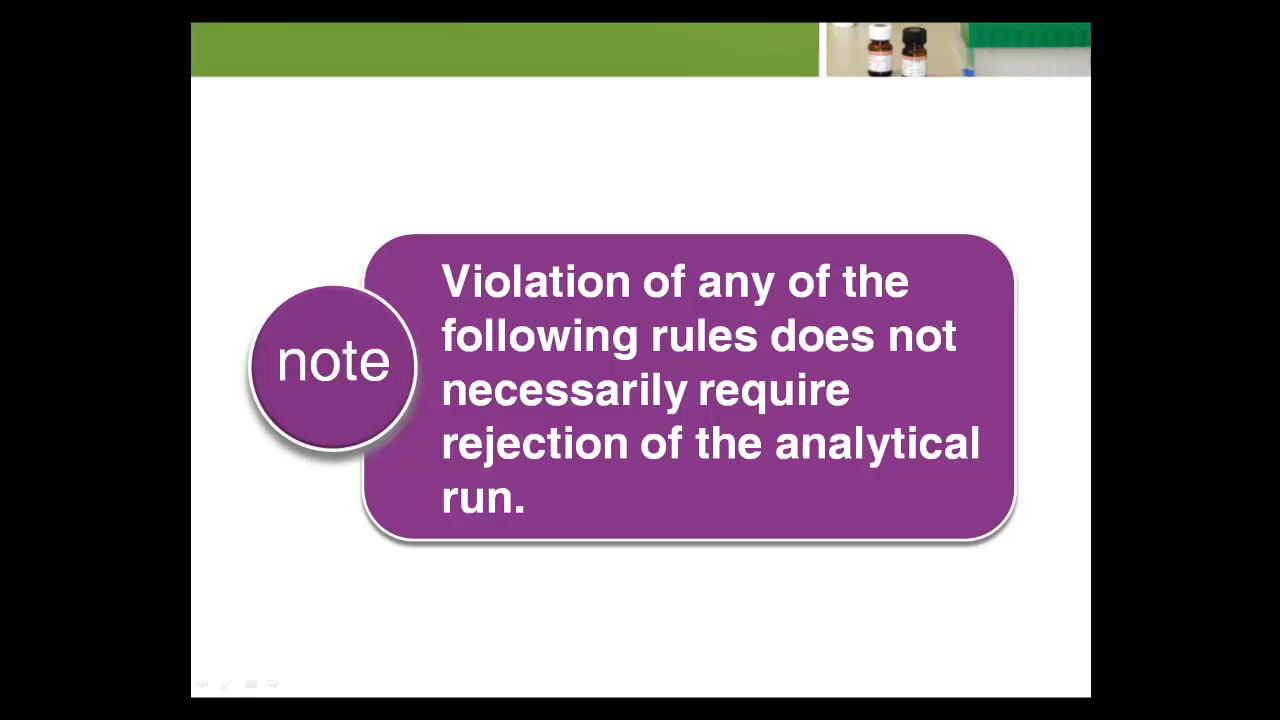 note
Violation of any of the
following rules does not
necessarily require
rejection of the analytical
run.